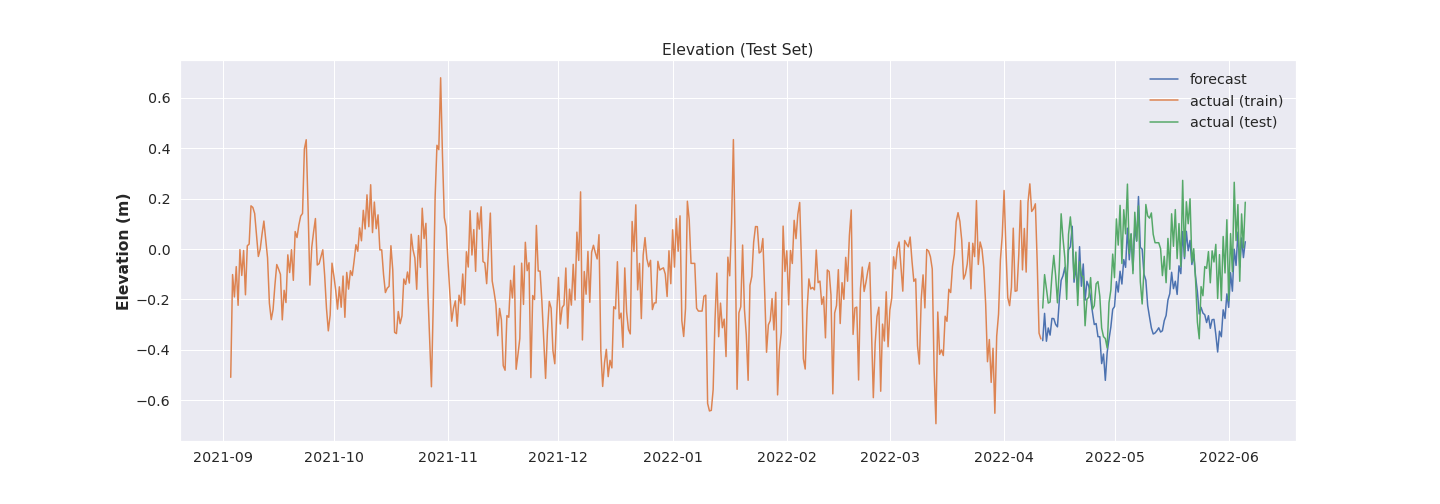 Elevation (Test Set)
forecast
actual (train)
actual (test)
Elevation (m)
0.6
0.4
0.2
0.0
−0.2
−0.4
−0.6
2021-09 2021-10 2021-11 2021-12 2022-01 2022-02 2022-03 2022-04 2022-05 2022-06